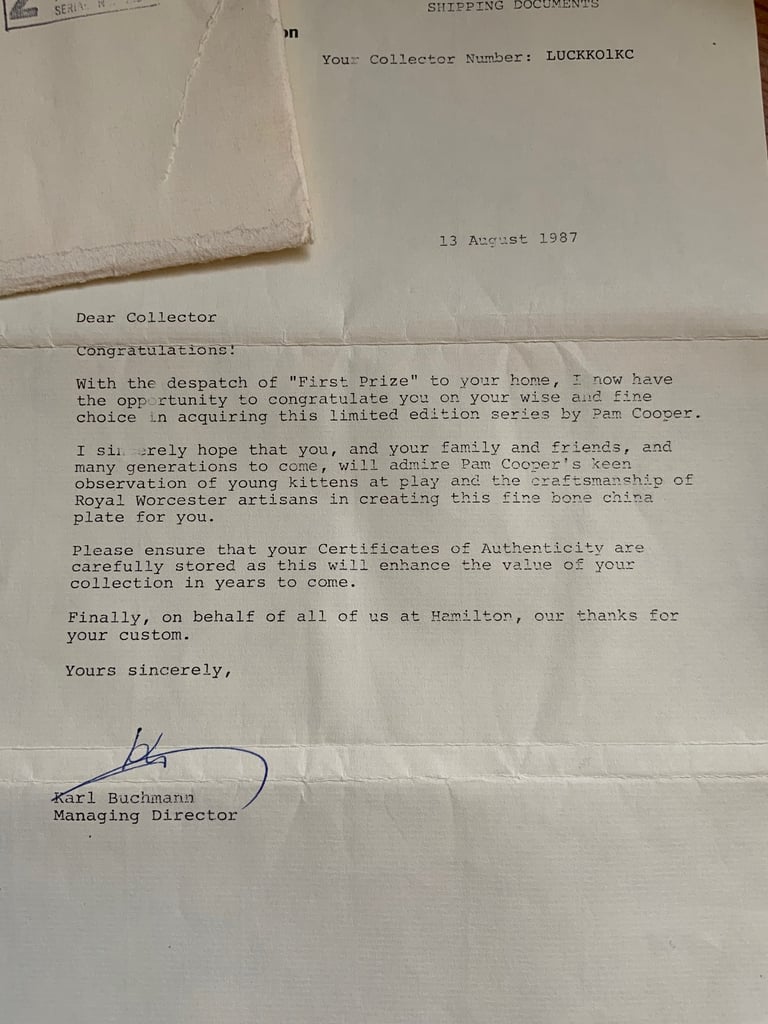 SERIAL N
SHIPPING DOCUMENTS
on
Your Collector Number: LUCKKO1KC
13 August 1987
Dear Collector
Congratulations!
With the despatch of "First Prize" to your home, I now have
the opportunity to congratulate you on your wise and fine
choice in acquiring this limited edition series by Pam Cooper.
I sincerely hope that you, and your family and friends, and
many generations to come, will admire Pam Cooper's keen
observation of young kittens at play and the craftsmanship of
Royal Worcester artisans in creating this fine bone china
plate for you.
Please ensure that your Certificates of Authenticity are
carefully stored as this will enhance the value of your
collection in years to come.
Finally, on behalf of all of us at Hamilton, our thanks for
your custom.
Yours sincerely,
Karl Buchmann
Managing Director